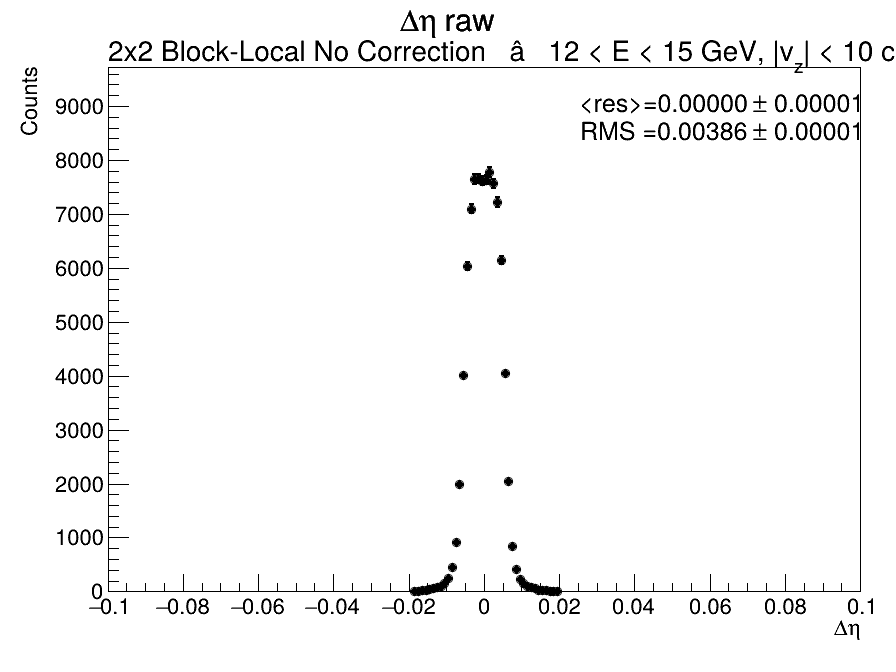 Δη raw
2x2 Block-Local No Correction â 12 < E < 15 GeV, |v_z| < 10 c
Counts
<res>=0.00000 ± 0.00001
RMS =0.00386 ± 0.00001
9000
8000
7000
6000
5000
4000
3000
2000
1000
0
−0.1 −0.08 −0.06 −0.04 −0.02 0 0.02 0.04 0.06 0.08 0.1
Δη